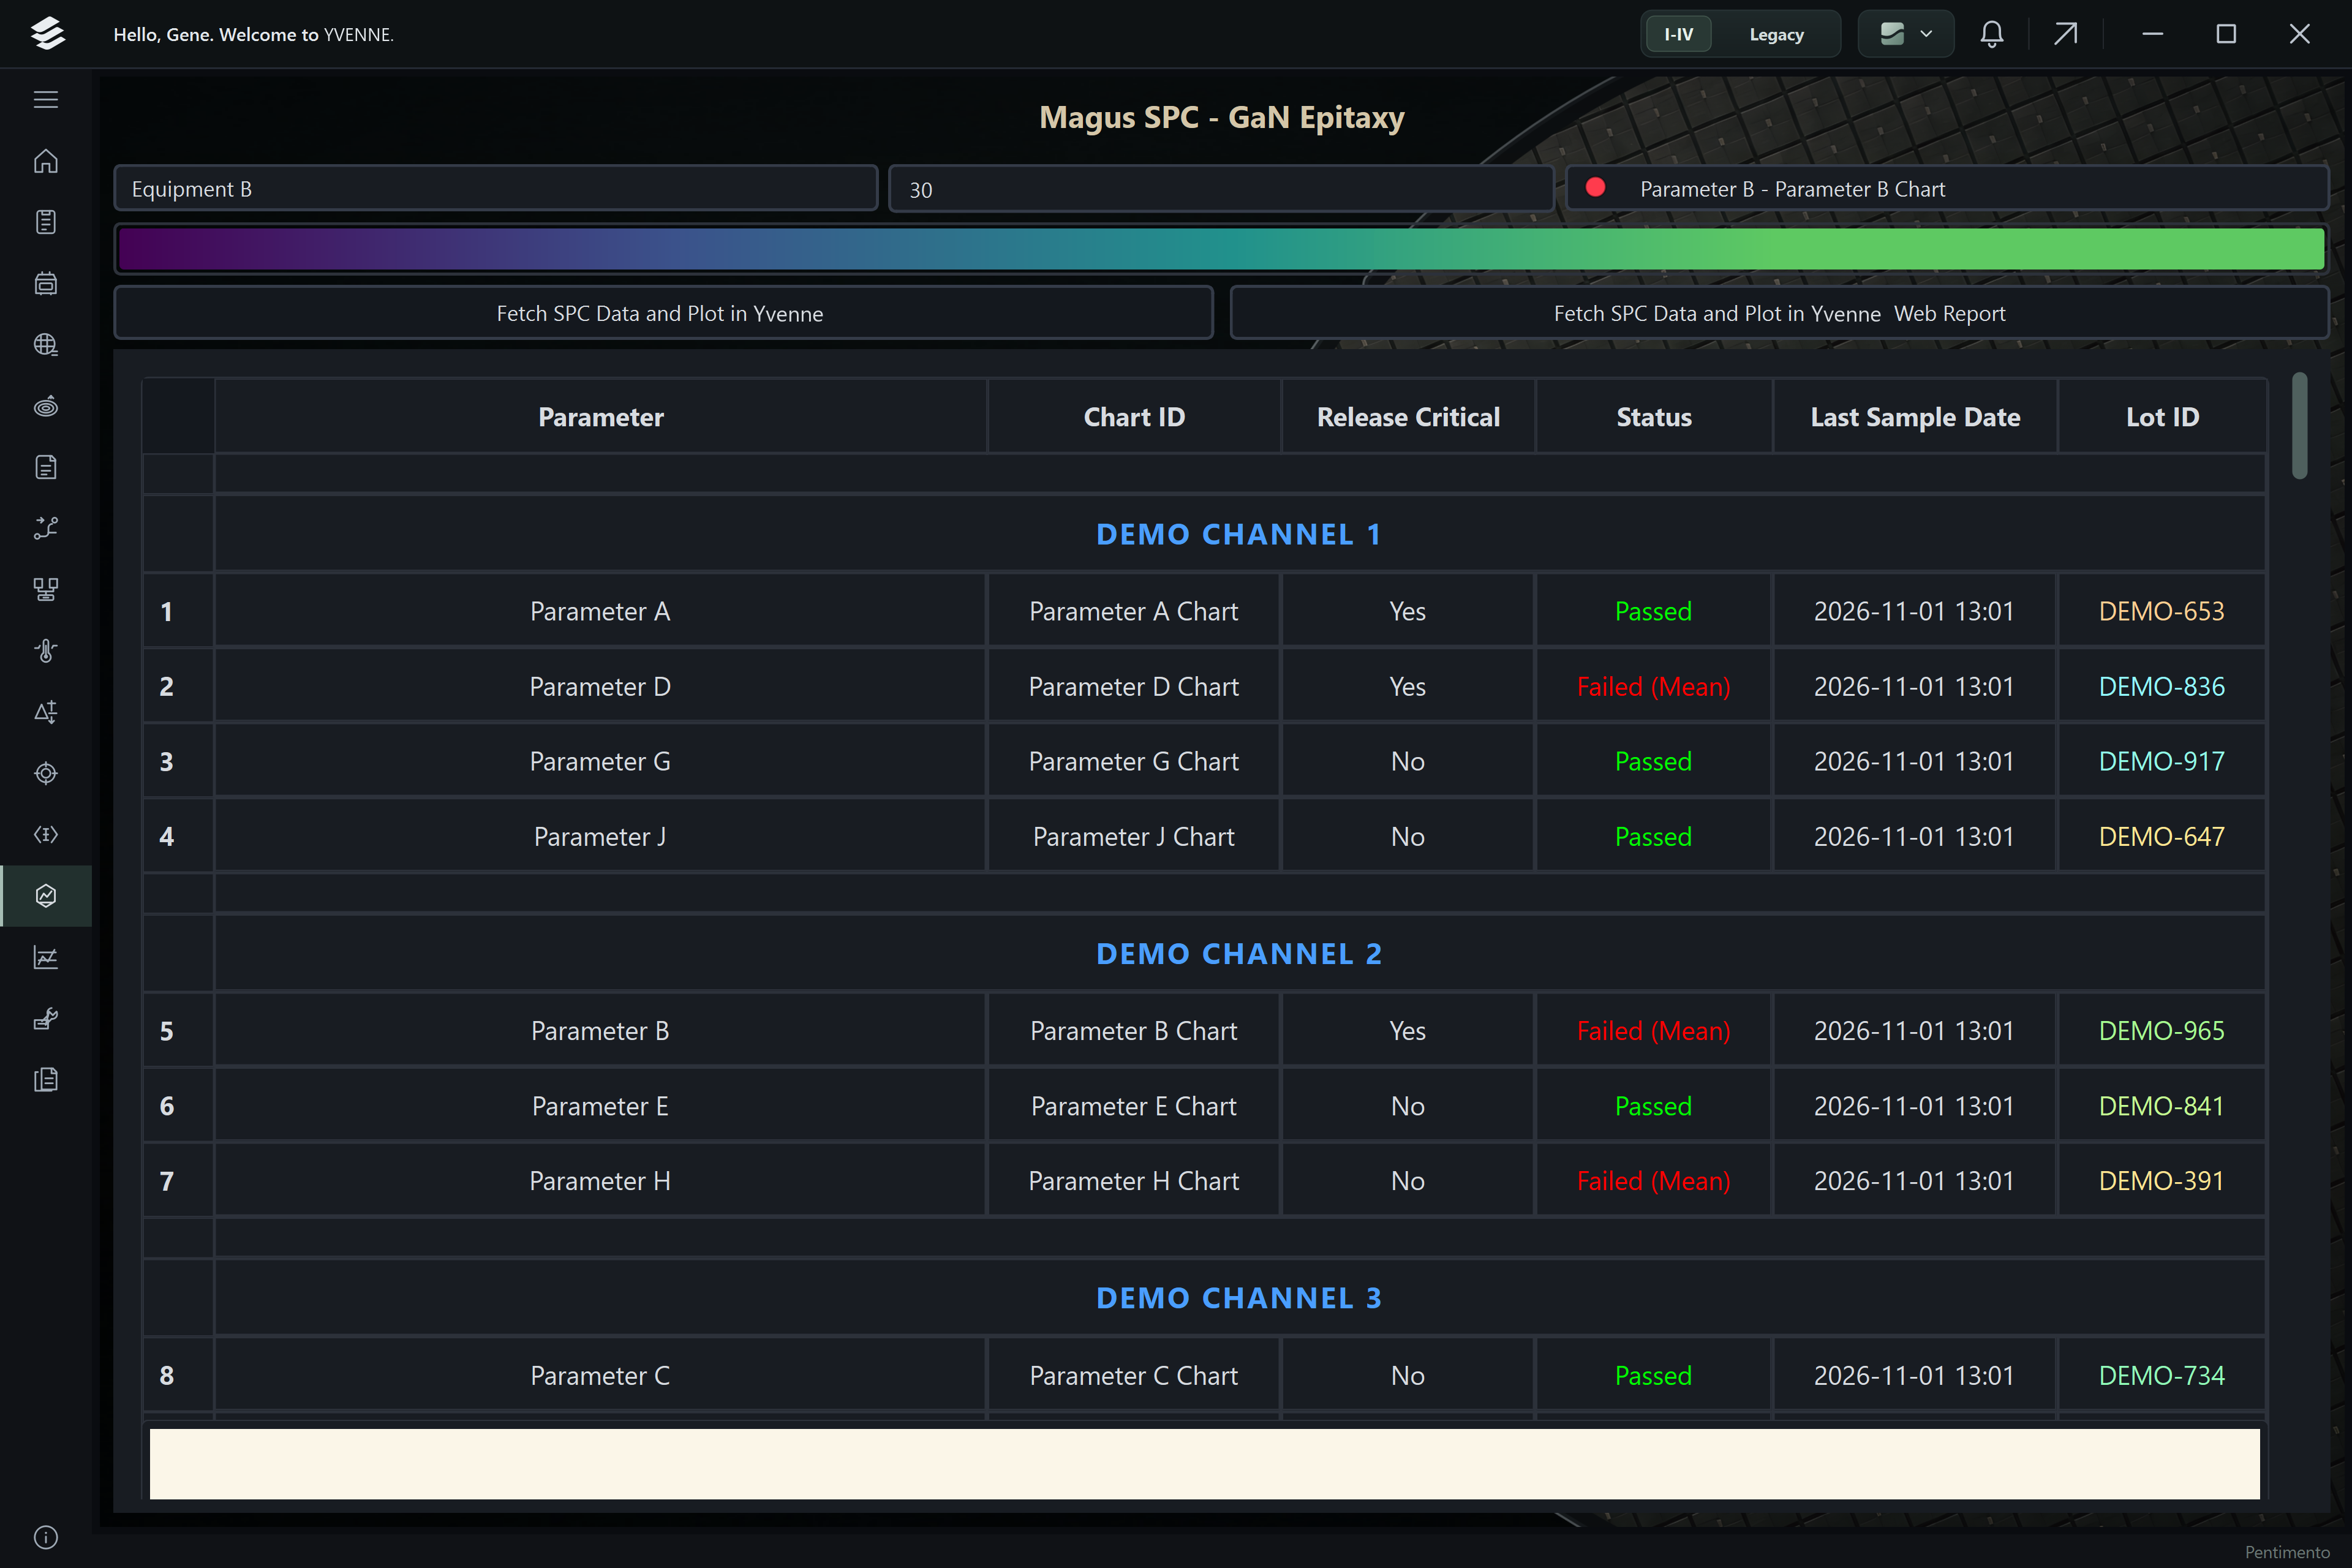 Hello, Gene. Welcome to YVENNE.
I-IV
Legacy
Magus SPC - GaN Epitaxy
Equipment B
30
Parameter B - Parameter B Chart
Fetch SPC Data and Plot in Yvenne
Fetch SPC Data and Plot in Yvenne Web Report
Parameter Chart ID Release Critical Status Last Sample Date Lot ID
DEMO CHANNEL 1
1 Parameter A Parameter A Chart Yes Passed 2026-11-01 13:01 DEMO-653
2 Parameter D Parameter D Chart Yes Failed (Mean) 2026-11-01 13:01 DEMO-836
3 Parameter G Parameter G Chart No Passed 2026-11-01 13:01 DEMO-917
4 Parameter J Parameter J Chart No Passed 2026-11-01 13:01 DEMO-647
DEMO CHANNEL 2
5 Parameter B Parameter B Chart Yes Failed (Mean) 2026-11-01 13:01 DEMO-965
6 Parameter E Parameter E Chart No Passed 2026-11-01 13:01 DEMO-841
7 Parameter H Parameter H Chart No Failed (Mean) 2026-11-01 13:01 DEMO-391
DEMO CHANNEL 3
8 Parameter C Parameter C Chart No Passed 2026-11-01 13:01 DEMO-734
Pentimento